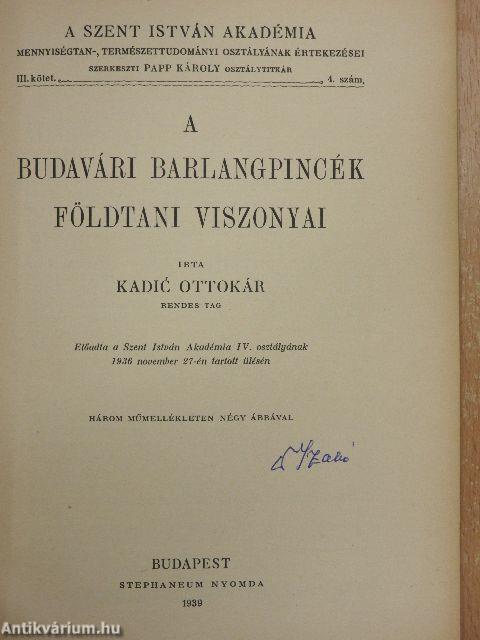 A SZENT ISTVÁN AKADÉMIA
MENNYISÉGTAN-, TERMÉSZETTUDOMÁNYI OSZTÁLYÁNAK ÉRTEKEZÉSEI
SZERKESZTI PAPP KÁROLY OSZTÁLYTITKÁR
III. kötet. 4. szám.
A
BUDAVÁRI BARLANGPINCÉK
FÖLDTANI VISZONYAI
IRTA
KADIĆ OTTOKÁR
RENDES TAG
Előadta a Szent István Akadémia IV. osztályának
1936 november 27-én tartott ülésén
HÁROM MŰMELLÉKLETEN NÉGY ÁBRÁVAL
Szabó
BUDAPEST
STEPHANEUM NYOMDA
1939
Antikvárium.hu